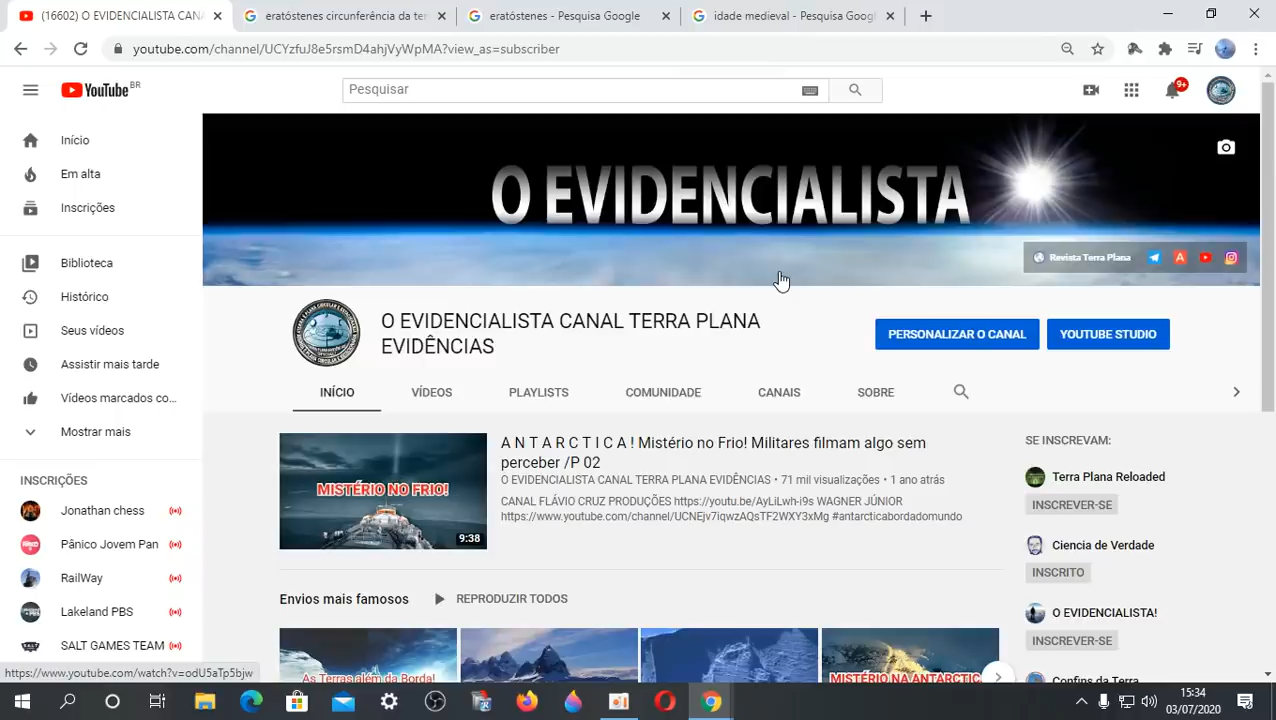 (16602) O EVIDENCIALISTA CANA
eratóstenes circunferência da ter
eratóstenes - Pesquisa Google
idade medieval - Pesquisa Google
youtube.com/channel/UCYzfuJ8e5rsmD4ahjVyWpMA?view_as=subscriber
YouTube BR
Pesquisar
9+
Início
Em alta
Inscrições
Biblioteca
Histórico
Seus vídeos
Assistir mais tarde
Vídeos marcados co...
Mostrar mais
INSCRIÇÕES
Jonathan chess
Pânico Jovem Pan
RailWay
Lakeland PBS
SALT GAMES TEAM
O EVIDENCIALISTA
Revista Terra Plana
O EVIDENCIALISTA CANAL TERRA PLANA
EVIDÊNCIAS
PERSONALIZAR O CANAL
YOUTUBE STUDIO
INÍCIO VÍDEOS PLAYLISTS COMUNIDADE CANAIS SOBRE
MISTÉRIO NO FRIO!
9:38
A N T A R C T I C A ! Mistério no Frio! Militares filmam algo sem
perceber /P 02
O EVIDENCIALISTA CANAL TERRA PLANA EVIDÊNCIAS • 71 mil visualizações • 1 ano atrás
CANAL FLÁVIO CRUZ PRODUÇÕES https://youtu.be/AyLiLwh-i9s WAGNER JÚNIOR
https://www.youtube.com/channel/UCNEjv7iqwzAQsTF2WXY3xMg #antarcticabordadomundo
SE INSCREVAM:
Terra Plana Reloaded
INSCREVER-SE
Ciencia de Verdade
INSCRITO
O EVIDENCIALISTA!
INSCREVER-SE
Confins da Terra
Envios mais famosos
REPRODUZIR TODOS
As Terras além da Borda!
MISTÉRIO NA ANTARCTIC
https://www.youtube.com/watch?v=odU5aTp5bjw
15:34
03/07/2020